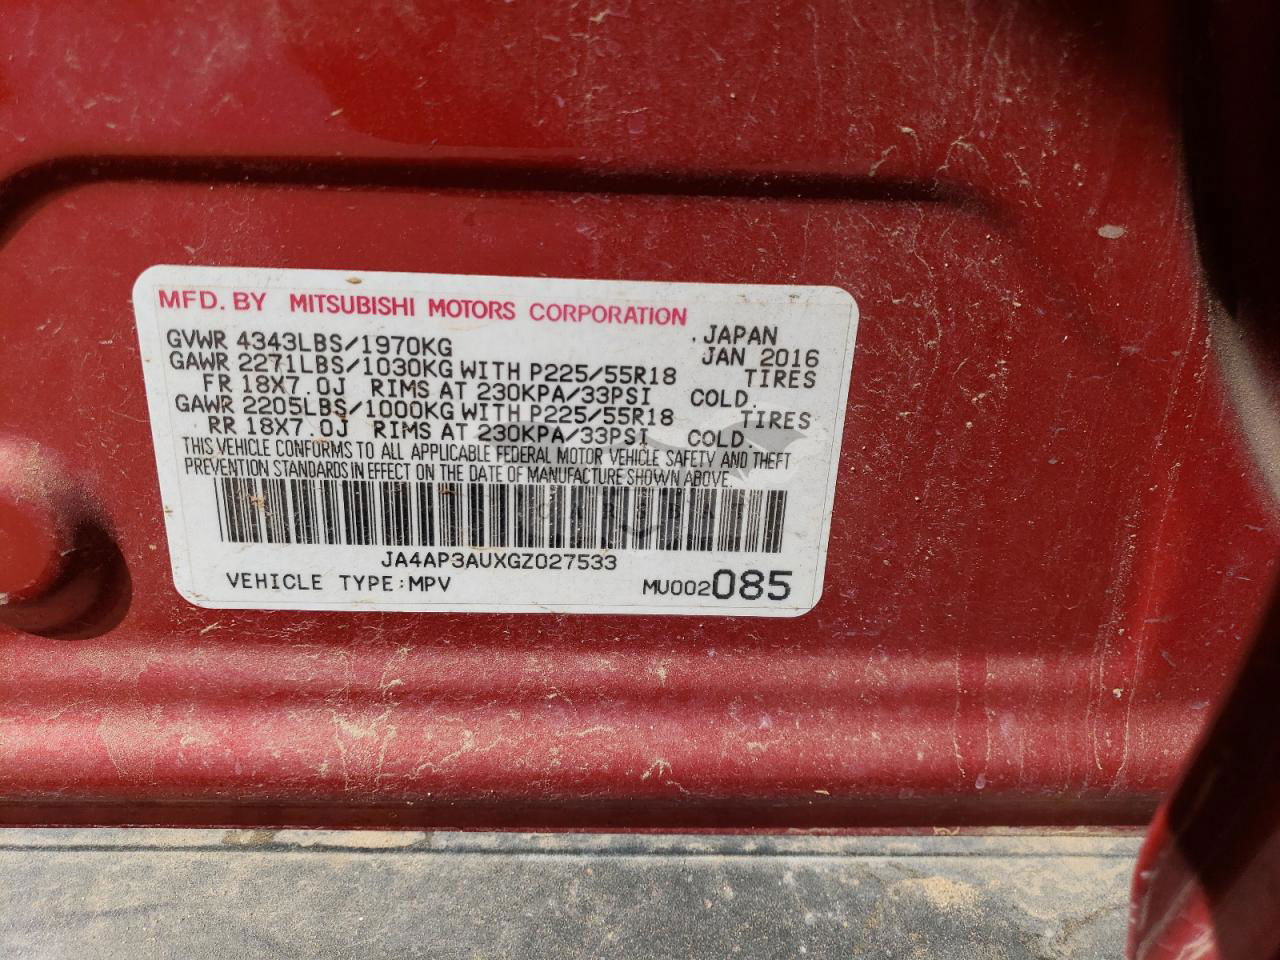 MFD. BY MITSUBISHI MOTORS CORPORATION
JAPAN
GVWR 4343LBS/1970KG JAN 2016
GAWR 2271LBS/1030KG WITH P225/55R18 TIRES
FR 18X7.0J RIMS AT 230KPA/33PSI COLD.
GAWR 2205LBS/1000KG WITH P225/55R18 TIRES
RR 18X7.0J RIMS AT 230KPA/33PSI COLD.
THIS VEHICLE CONFORMS TO ALL APPLICABLE FEDERAL MOTOR VEHICLE SAFETY AND THEFT
PREVENTION STANDARDS IN EFFECT ON THE DATE OF MANUFACTURE SHOWN ABOVE.
JA4AP3AUXGZ027533
VEHICLE TYPE:MPV MU002085